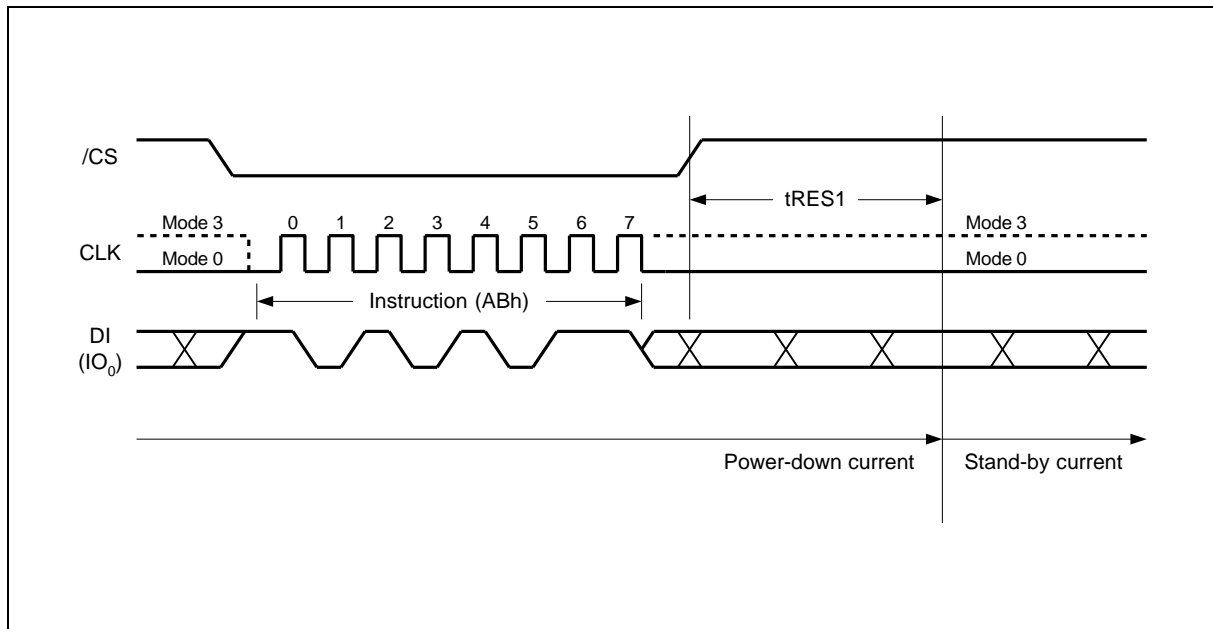 /CS
tRES1
Mode 3 0 1 2 3 4 5 6 7 Mode 3
CLK
Mode 0 Mode 0
Instruction (ABh)
DI
(IO₀)
Power-down current Stand-by current